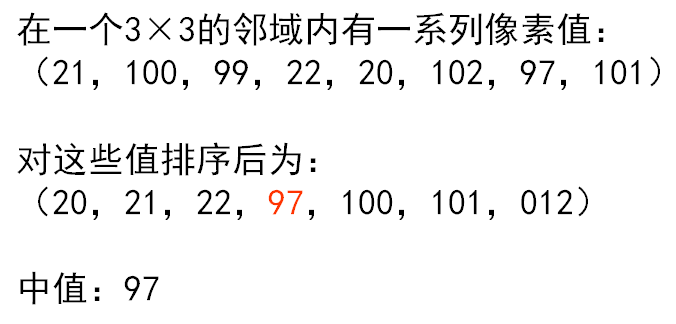 在一个3×3的邻域内有一系列像素值：
（21，100，99，22，20，102，97，101）
对这些值排序后为：
（20，21，22，97，100，101，012）
中值：97